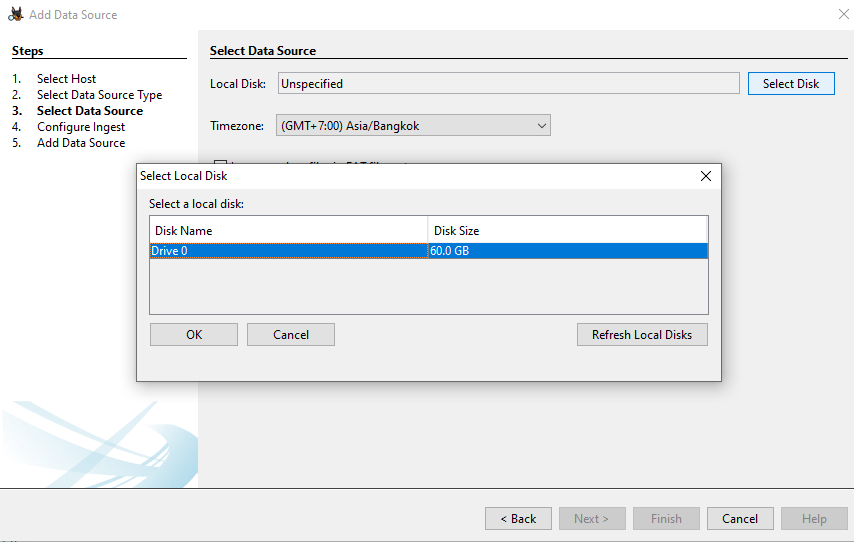 Add Data Source
Steps
1. Select Host
2. Select Data Source Type
3. Select Data Source
4. Configure Ingest
5. Add Data Source
Select Data Source
Local Disk: Unspecified Select Disk
Timezone: (GMT+7:00) Asia/Bangkok
Select Local Disk
Select a local disk:
Disk Name Disk Size
Drive 0 60.0 GB
OK Cancel Refresh Local Disks
< Back Next > Finish Cancel Help